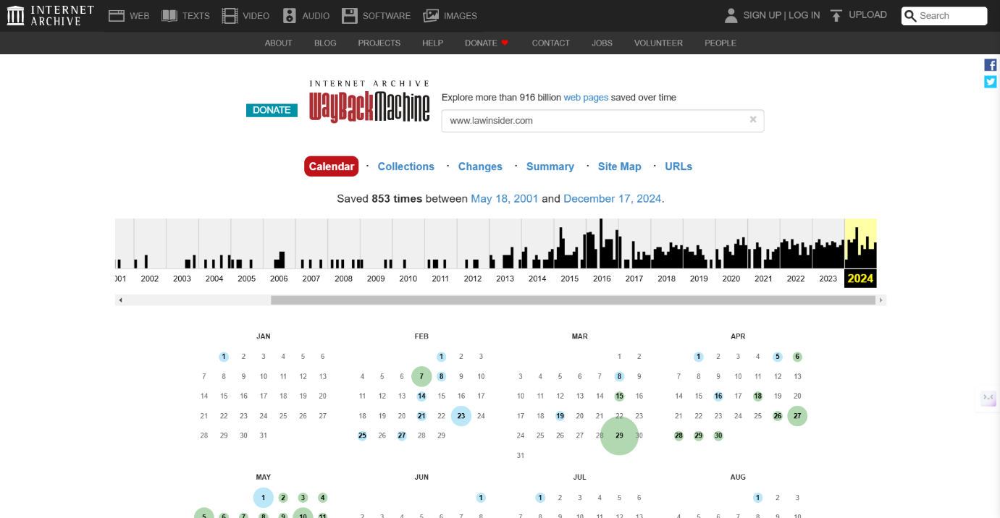 INTERNET ARCHIVE
WEB TEXTS VIDEO AUDIO SOFTWARE IMAGES
SIGN UP | LOG IN UPLOAD Search
ABOUT BLOG PROJECTS HELP DONATE CONTACT JOBS VOLUNTEER PEOPLE
DONATE
INTERNET ARCHIVE
WayBackMachine
Explore more than 916 billion web pages saved over time
www.lawinsider.com
Calendar · Collections · Changes · Summary · Site Map · URLs
Saved 853 times between May 18, 2001 and December 17, 2024.
001 2002 2003 2004 2005 2006 2007 2008 2009 2010 2011 2012 2013 2014 2015 2016 2017 2018 2019 2020 2021 2022 2023 2024
JAN
1 2 3 4 5 6
7 8 9 10 11 12 13
14 15 16 17 18 19 20
21 22 23 24 25 26 27
28 29 30 31
FEB
1 2 3
4 5 6 7 8 9 10
11 12 13 14 15 16 17
18 19 20 21 22 23 24
25 26 27 28 29
MAR
1 2
3 4 5 6 7 8 9
10 11 12 13 14 15 16
17 18 19 20 21 22 23
24 25 26 27 28 29 30
31
APR
1 2 3 4 5 6
7 8 9 10 11 12 13
14 15 16 17 18 19 20
21 22 23 24 25 26 27
28 29 30
MAY
1 2 3 4
5 6 7 8 9 10 11
JUN
1
2 3 4 5 6 7 8
JUL
1 2 3 4 5 6
7 8 9 10 11 12 13
AUG
1 2 3
4 5 6 7 8 9 10